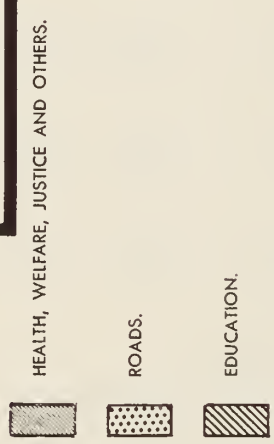 HEALTH, WELFARE, JUSTICE AND OTHERS.
ROADS.
EDUCATION.